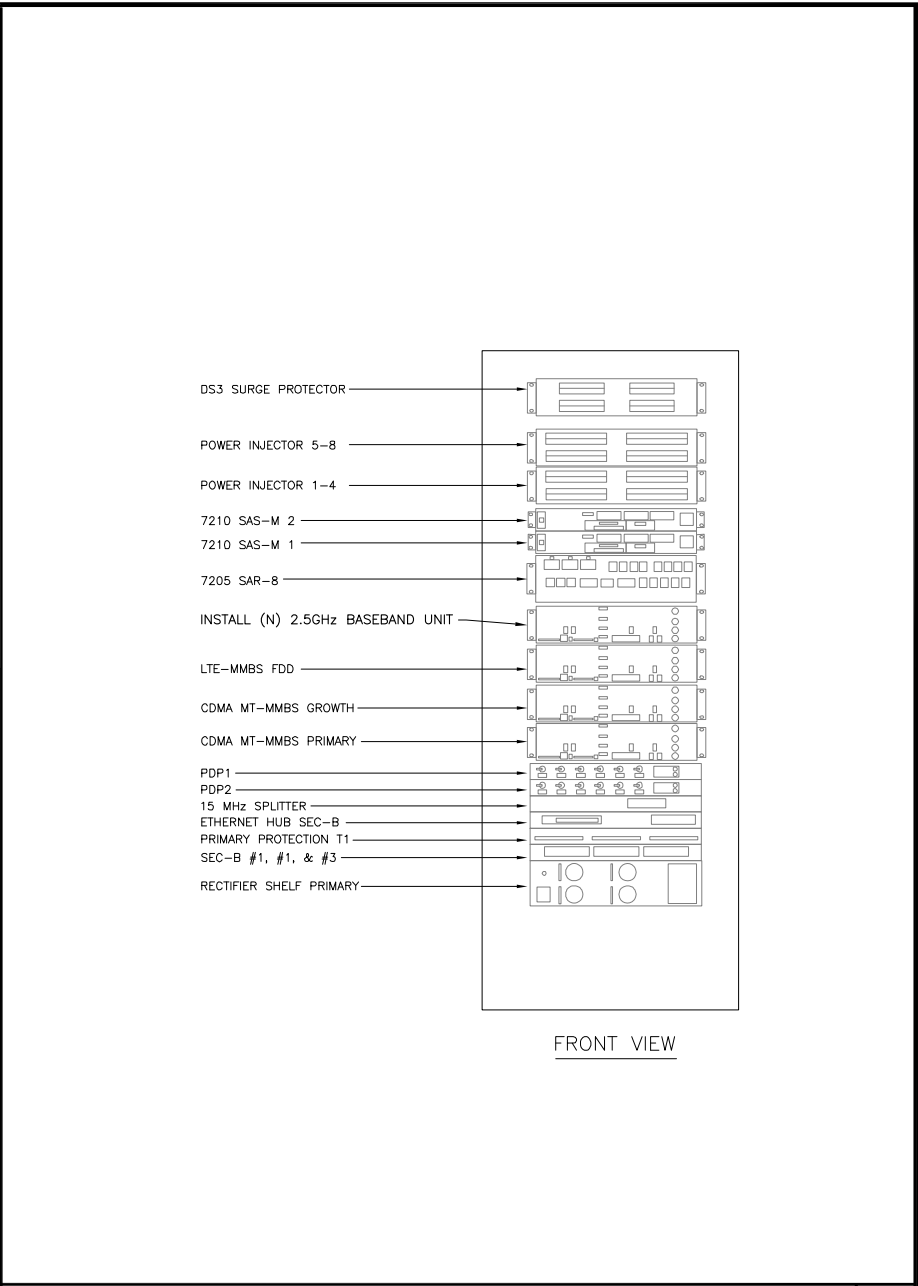 DS3 SURGE PROTECTOR
POWER INJECTOR 5-8
POWER INJECTOR 1-4
7210 SAS-M 2
7210 SAS-M 1
7205 SAR-8
INSTALL (N) 2.5GHz BASEBAND UNIT
LTE-MMBS FDD
CDMA MT-MMBS GROWTH
CDMA MT-MMBS PRIMARY
PDP1
PDP2
15 MHz SPLITTER
ETHERNET HUB SEC-B
PRIMARY PROTECTION T1
SEC-B #1, #1, & #3
RECTIFIER SHELF PRIMARY
FRONT VIEW